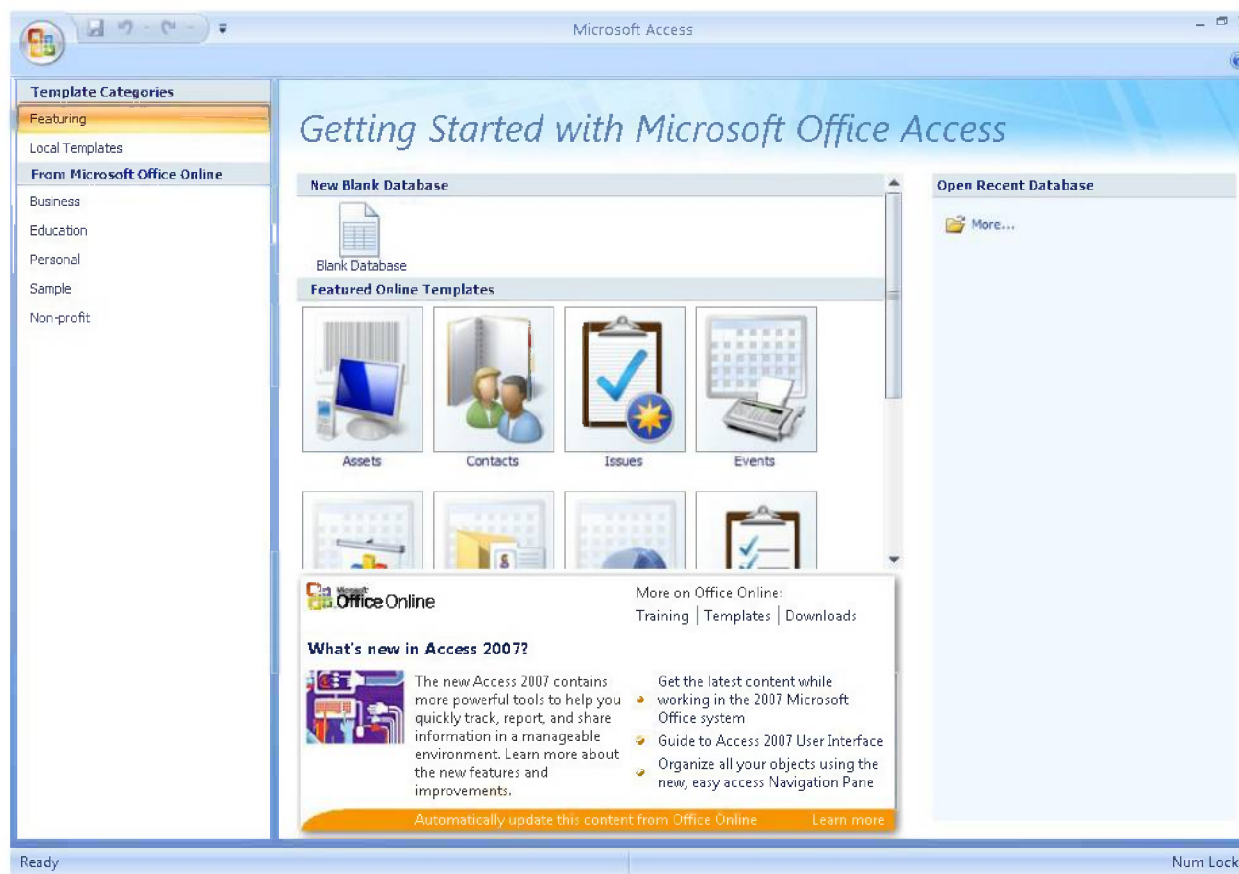 Microsoft Access
Template Categories
Featuring
Local Templates
From Microsoft Office Online
Business
Education
Personal
Sample
Non-profit
Getting Started with Microsoft Office Access
New Blank Database
Blank Database
Featured Online Templates
Assets
Contacts
Issues
Events
Microsoft
Office Online
More on Office Online:
Training | Templates | Downloads
What's new in Access 2007?
The new Access 2007 contains
more powerful tools to help you
quickly track, report, and share
information in a manageable
environment. Learn more about
the new features and
improvements.
Get the latest content while
working in the 2007 Microsoft
Office system
Guide to Access 2007 User Interface
Organize all your objects using the
new, easy access Navigation Pane
Automatically update this content from Office Online
Learn more
Open Recent Database
More...
Ready
Num Lock